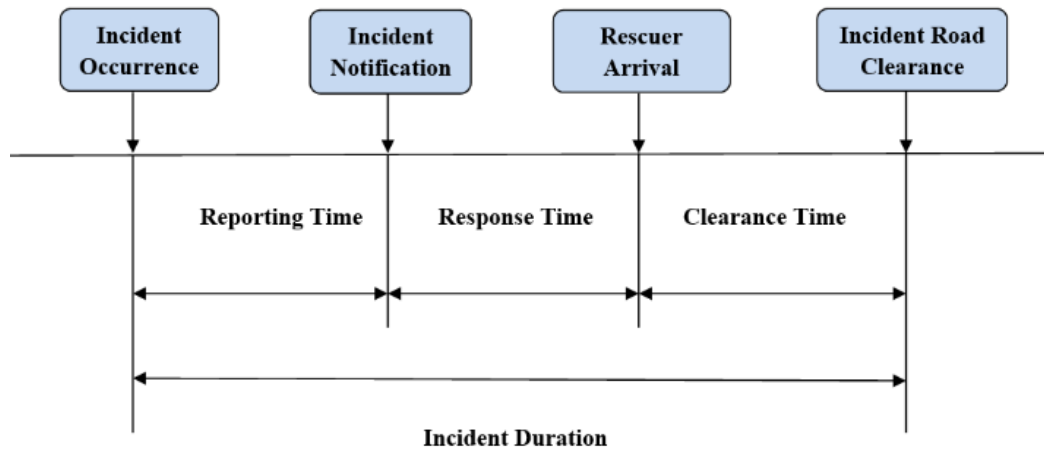 Incident
Occurrence
Incident
Notification
Rescuer
Arrival
Incident Road
Clearance
Reporting Time
Response Time
Clearance Time
Incident Duration